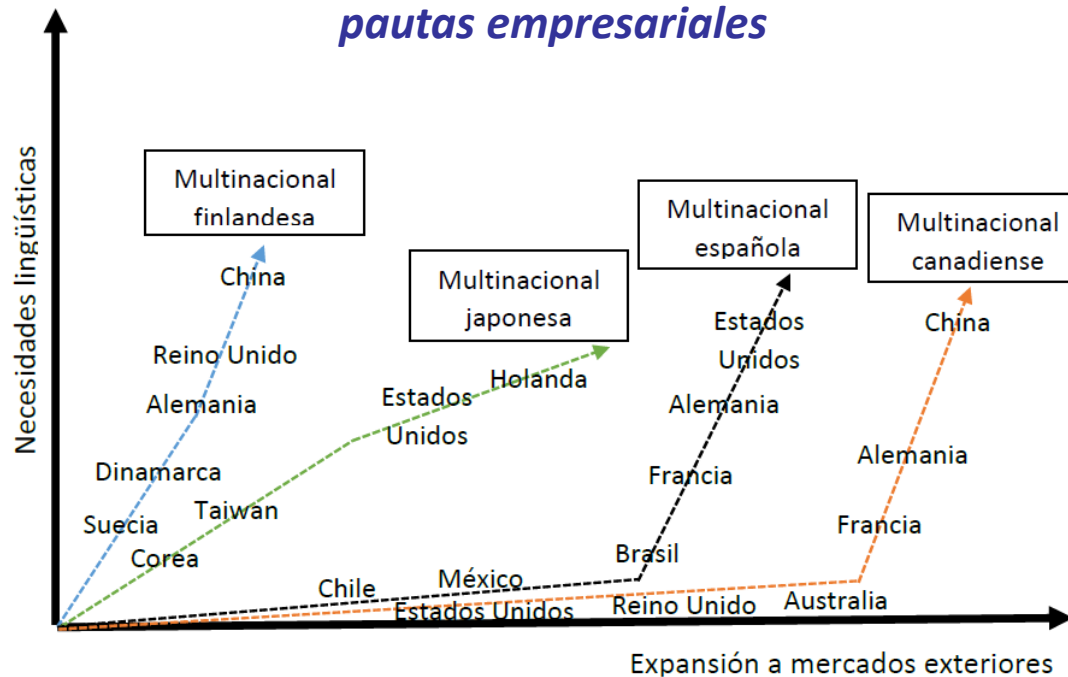 pautas empresariales
Necesidades lingüísticas
Multinacional
finlandesa
China
Reino Unido
Alemania
Dinamarca
Suecia
Multinacional
japonesa
Holanda
Estados
Unidos
Taiwan
Corea
Multinacional
española
Estados
Unidos
Alemania
Francia
Brasil
México
Chile
Multinacional
canadiense
China
Alemania
Francia
Australia
Reino Unido
Estados Unidos
Expansión a mercados exteriores